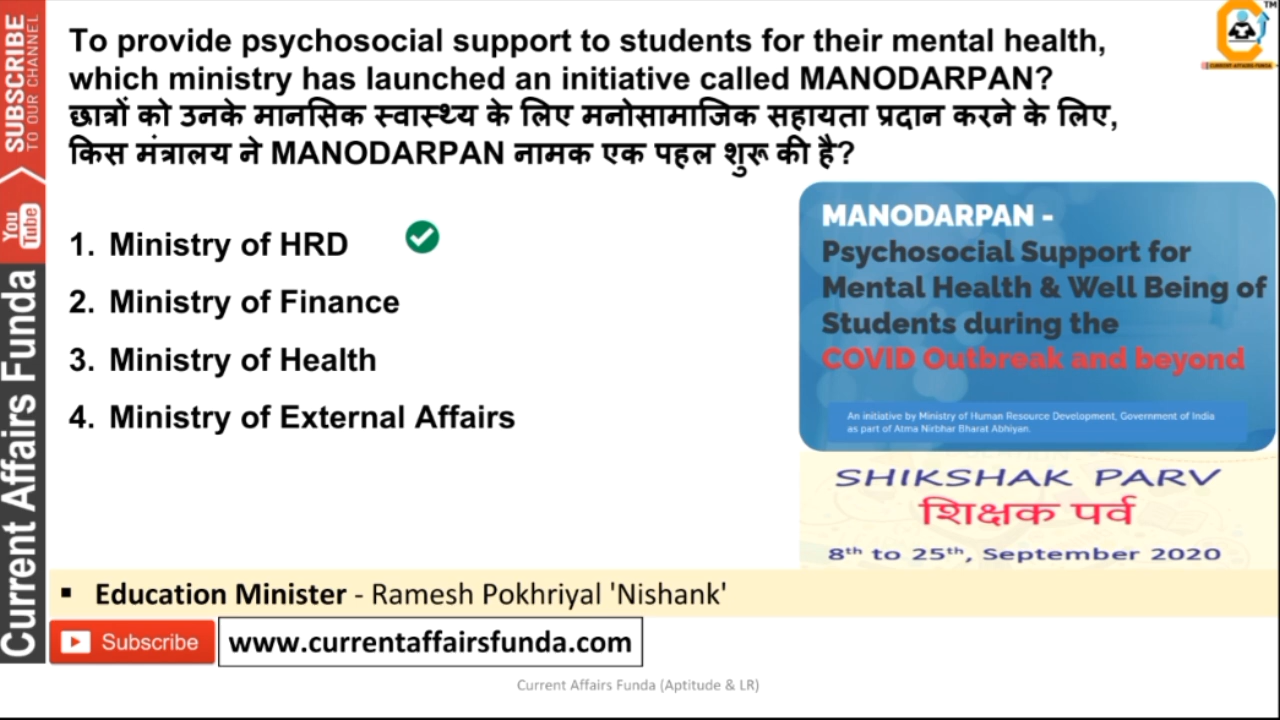 To provide psychosocial support to students for their mental health,
which ministry has launched an initiative called MANODARPAN?
छात्रों को उनके मानसिक स्वास्थ्य के लिए मनोसामाजिक सहायता प्रदान करने के लिए,
किस मंत्रालय ने MANODARPAN नामक एक पहल शुरू की है?
1. Ministry of HRD
2. Ministry of Finance
3. Ministry of Health
4. Ministry of External Affairs
MANODARPAN -
Psychosocial Support for
Mental Health & Well Being of
Students during the
COVID Outbreak and beyond
An initiative by Ministry of Human Resource Development, Government of India
as part of Atma Nirbhar Bharat Abhiyan.
SHIKSHAK PARV
शिक्षक पर्व
8th to 25th, September 2020
▪ Education Minister - Ramesh Pokhriyal 'Nishank'
Subscribe
www.currentaffairsfunda.com
Current Affairs Funda (Aptitude & LR)
SUBSCRIBE
TO OUR CHANNEL
You
Tube
Current Affairs Funda
TM
CURRENT AFFAIRS FUNDA